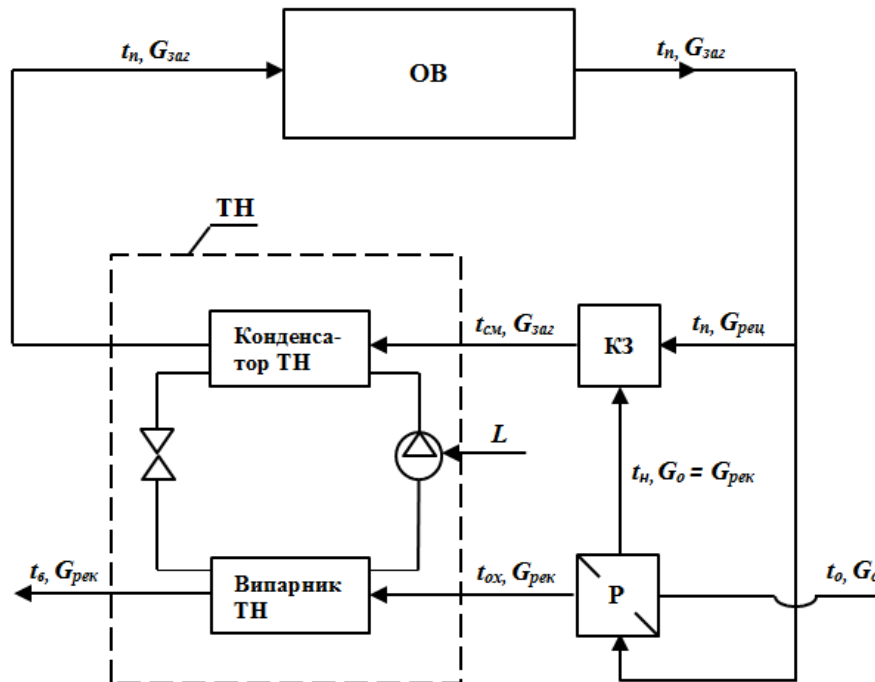 tп, Gзаг
ОВ
tп, Gзаг
ТН
Конденса-
тор ТН
tсм, Gзаг
КЗ
tп, Gрец
L
tн, Gо = Gрек
tв, Gрек
Випарник
ТН
tох, Gрек
Р
tо, Gо